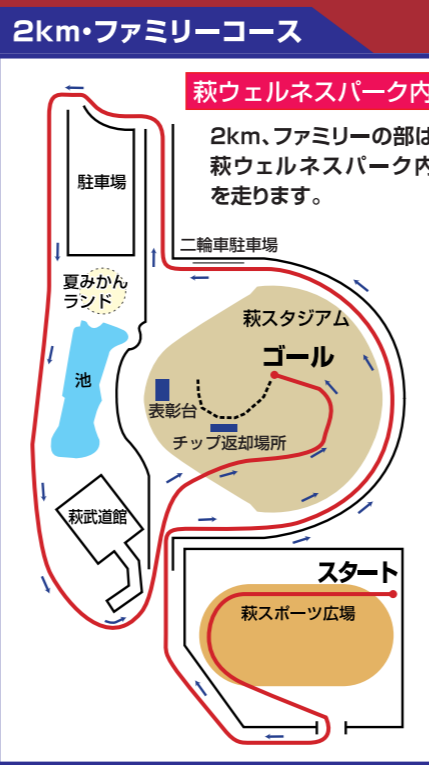 2km・ファミリーコース
萩ウェルネスパーク内
2km、ファミリーの部は
萩ウェルネスパーク内
を走ります。
駐車場
二輪車駐車場
夏みかん
ランド
萩スタジアム
ゴール
池
表彰台
チップ返却場所
萩武道館
スタート
萩スポーツ広場